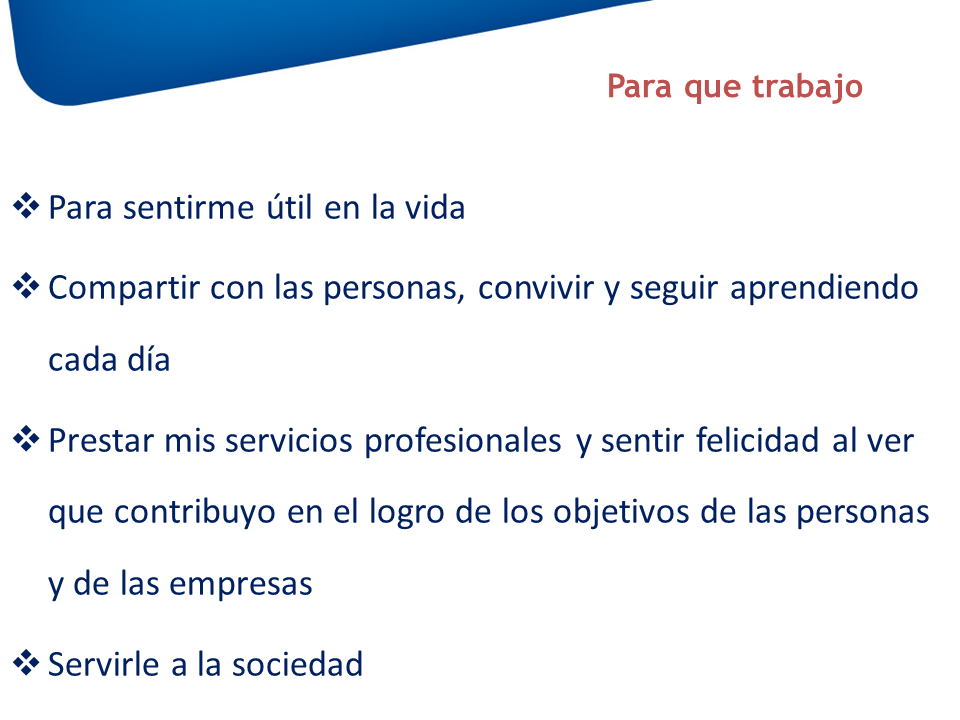 Para que trabajo
❖ Para sentirme útil en la vida
❖ Compartir con las personas, convivir y seguir aprendiendo
cada día
❖ Prestar mis servicios profesionales y sentir felicidad al ver
que contribuyo en el logro de los objetivos de las personas
y de las empresas
❖ Servirle a la sociedad